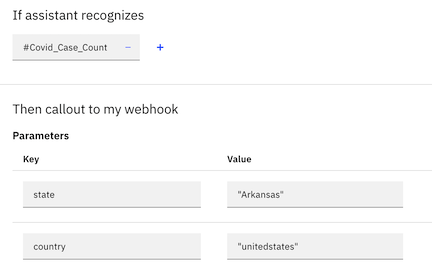 If assistant recognizes
#Covid_Case_Count
Then callout to my webhook
Parameters
Key Value
state "Arkansas"
country "unitedstates"